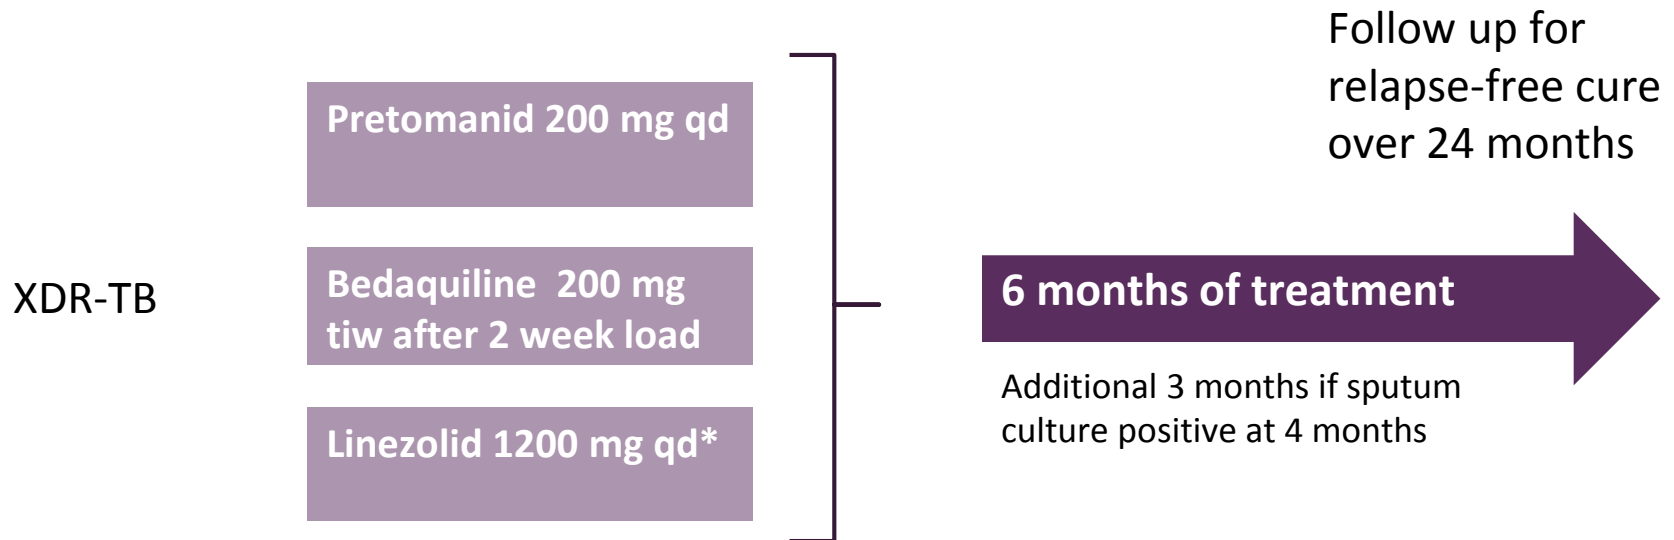 XDR-TB
Pretomanid 200 mg qd
Bedaquiline 200 mg
tiw after 2 week load
Linezolid 1200 mg qd*
Follow up for
relapse-free cure
over 24 months
6 months of treatment
Additional 3 months if sputum
culture positive at 4 months